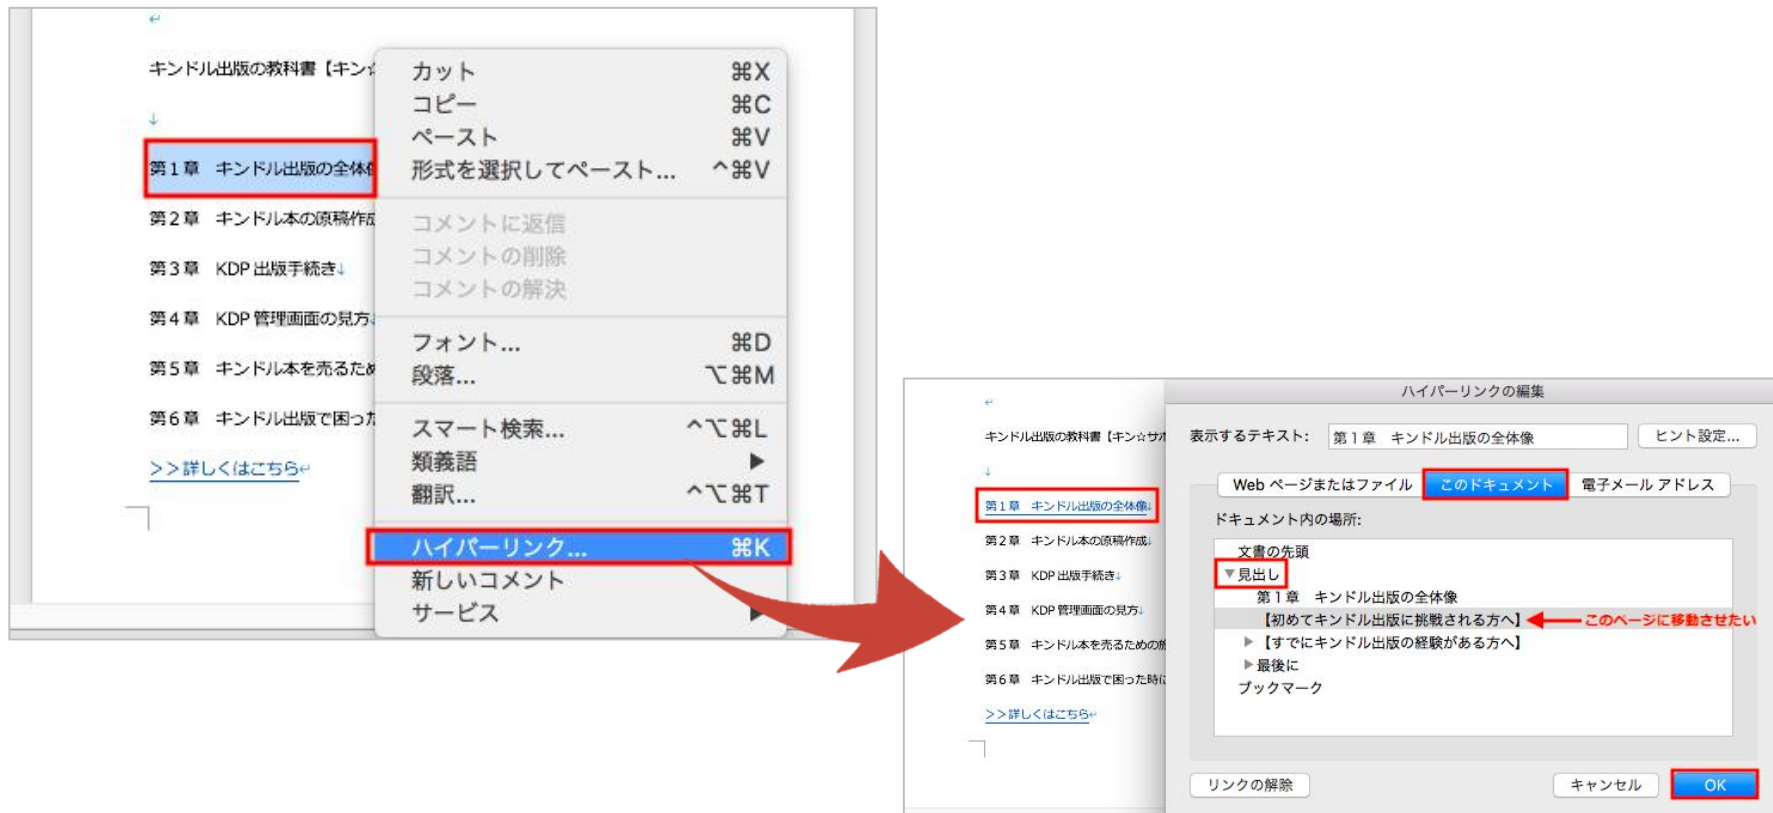 キンドル出版の教科書【キン☆
↓
第1章　キンドル出版の全体像
第2章　キンドル本の原稿作成
第3章　KDP出版手続き↓
第4章　KDP管理画面の見方↓
第5章　キンドル本を売るため
第6章　キンドル出版で困った
>>詳しくはこちら↵
カット ⌘X
コピー ⌘C
ペースト ⌘V
形式を選択してペースト... ^⌘V
コメントに返信
コメントの削除
コメントの解決
フォント... ⌘D
段落... ⌥⌘M
スマート検索... ^⌥⌘L
類義語 ▶
翻訳... ^⌥⌘T
ハイパーリンク... ⌘K
新しいコメント
サービス ▶
キンドル出版の教科書【キン☆サポ
↓
第1章　キンドル出版の全体像↓
第2章　キンドル本の原稿作成↓
第3章　KDP出版手続き↓
第4章　KDP管理画面の見方↓
第5章　キンドル本を売るための
第6章　キンドル出版で困った時に
>>詳しくはこちら↵
ハイパーリンクの編集
表示するテキスト: 第1章　キンドル出版の全体像 ヒント設定...
Web ページまたはファイル このドキュメント 電子メール アドレス
ドキュメント内の場所:
文書の先頭
▼見出し
第1章　キンドル出版の全体像
【初めてキンドル出版に挑戦される方へ】 このページに移動させたい
▶【すでにキンドル出版の経験がある方へ】
▶最後に
ブックマーク
リンクの解除 キャンセル OK